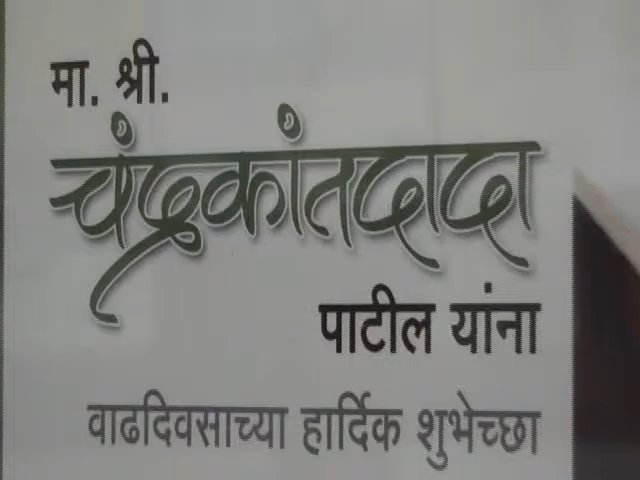 मा. श्री.
चंद्रकांतदादा
पाटील यांना
वाढदिवसाच्या हार्दिक शुभेच्छा